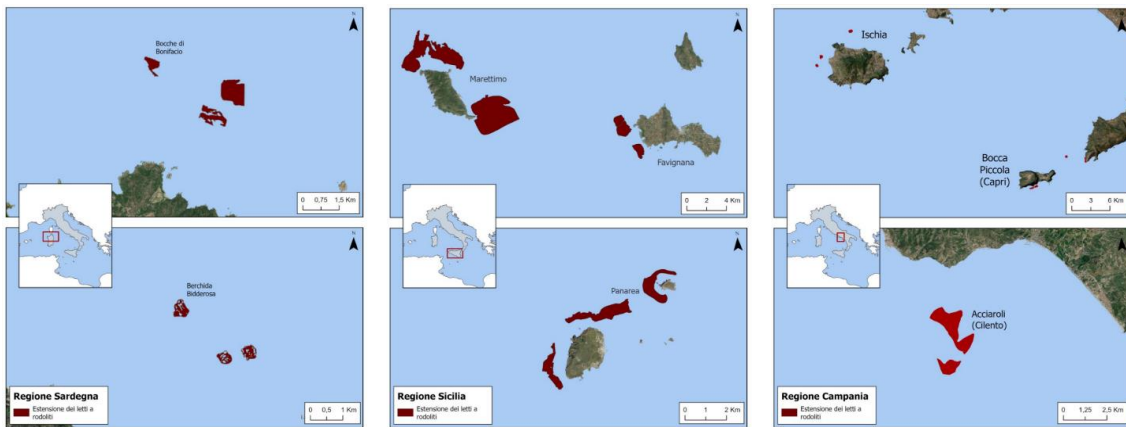 Bocche di
Bonifacio
0 0,75 1,5 Km
Marettimo
Favignana
0 2 4 Km
Ischia
Bocca
Piccola
(Capri)
0 3 6 Km
Berchida
Bidderosa
Regione Sardegna
Estensione dei letti a
rodoliti
0 0,5 1 Km
Panarea
Regione Sicilia
Estensione dei letti a
rodoliti
0 1 2 Km
Acciaroli
(Cilento)
Regione Campania
Estensione dei letti a
rodoliti
0 1,25 2,5 Km